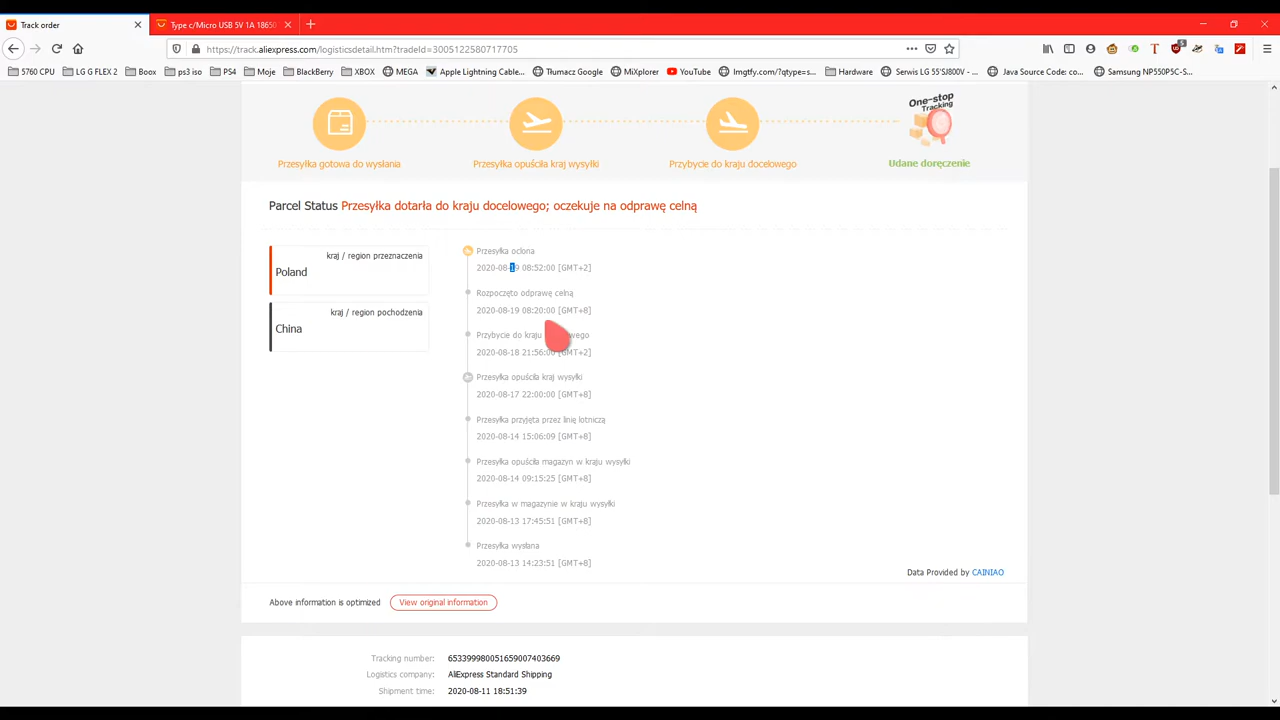 Track order
Type c/Micro USB 5V 1A 18650
https://track.aliexpress.com/logisticsdetail.htm?tradeId=3005122580717705
5760 CPU
LG G FLEX 2
Boox
ps3 iso
PS4
Moje
BlackBerry
XBOX
MEGA
Apple Lightning Cable...
Tłumacz Google
MiXplorer
YouTube
Imgtfy.com/?qtype=s...
Hardware
Serwis LG 55'SJ800V - ...
Java Source Code: co...
Samsung NP550P5C-S...
One-stop
Tracking
Przesyłka gotowa do wysłania
Przesyłka opuściła kraj wysyłki
Przybycie do kraju docelowego
Udane doręczenie
Parcel Status Przesyłka dotarła do kraju docelowego; oczekuje na odprawę celną
kraj / region przeznaczenia
Poland
kraj / region pochodzenia
China
Przesyłka oclona
2020-08-19 08:52:00 [GMT+2]
Rozpoczęto odprawę celną
2020-08-19 08:20:00 [GMT+8]
Przybycie do kraju wego
2020-08-18 21:56:00 [GMT+2]
Przesyłka opuściła kraj wysyłki
2020-08-17 22:00:00 [GMT+8]
Przesyłka przyjęta przez linię lotniczą
2020-08-14 15:06:09 [GMT+8]
Przesyłka opuściła magazyn w kraju wysyłki
2020-08-14 09:15:25 [GMT+8]
Przesyłka w magazynie w kraju wysyłki
2020-08-13 17:45:51 [GMT+8]
Przesyłka wysłana
2020-08-13 14:23:51 [GMT+8]
Data Provided by CAINIAO
Above information is optimized
View original information
Tracking number: 653399980051659007403669
Logistics company: AliExpress Standard Shipping
Shipment time: 2020-08-11 18:51:39